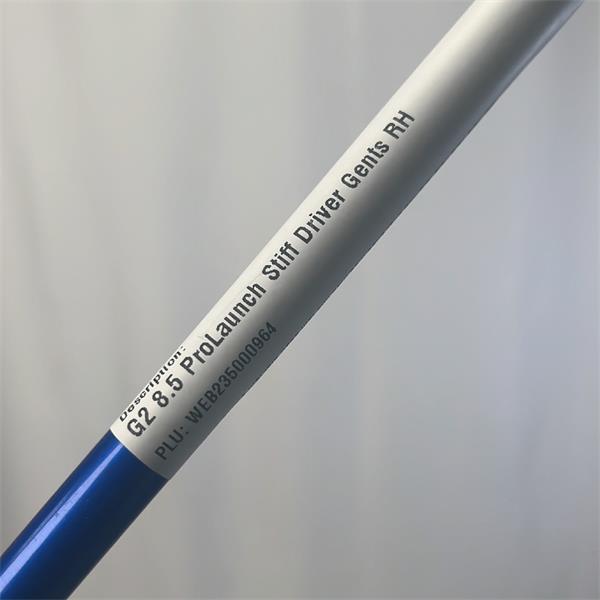 Description:
G2 8.5 ProLaunch Stiff Driver Gents RH
PLU: WEB235000964